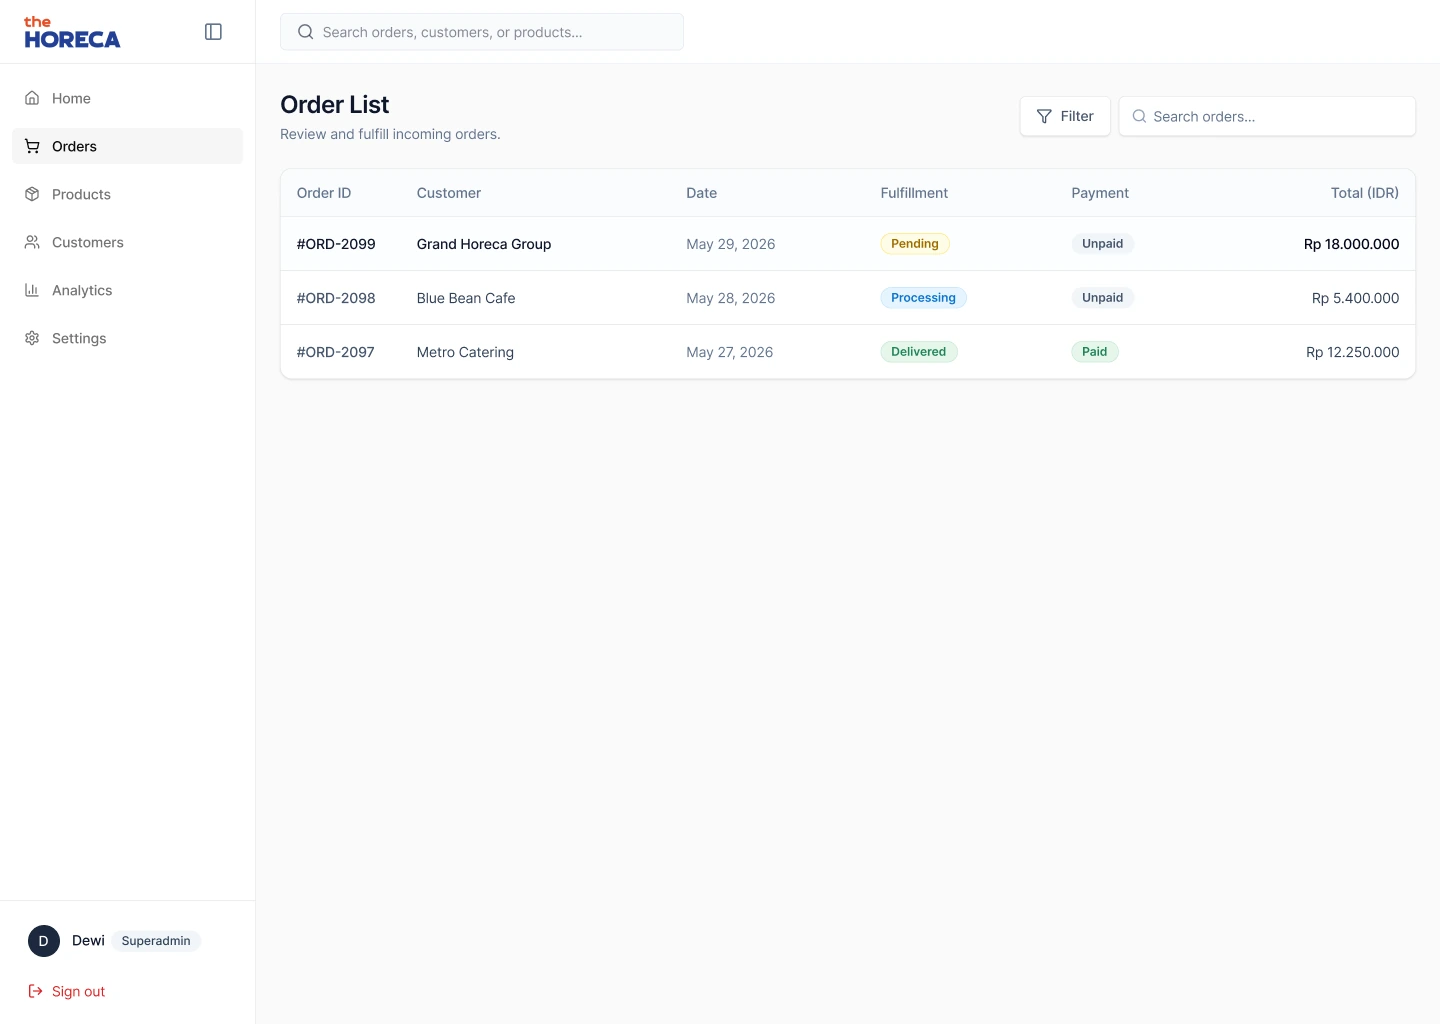 the
HORECA
Search orders, customers, or products...
Home
Orders
Products
Customers
Analytics
Settings
Order List
Review and fulfill incoming orders.
Filter
Search orders...
Order ID Customer Date Fulfillment Payment Total (IDR)
#ORD-2099 Grand Horeca Group May 29, 2026 Pending Unpaid Rp 18.000.000
#ORD-2098 Blue Bean Cafe May 28, 2026 Processing Unpaid Rp 5.400.000
#ORD-2097 Metro Catering May 27, 2026 Delivered Paid Rp 12.250.000
D Dewi Superadmin
Sign out